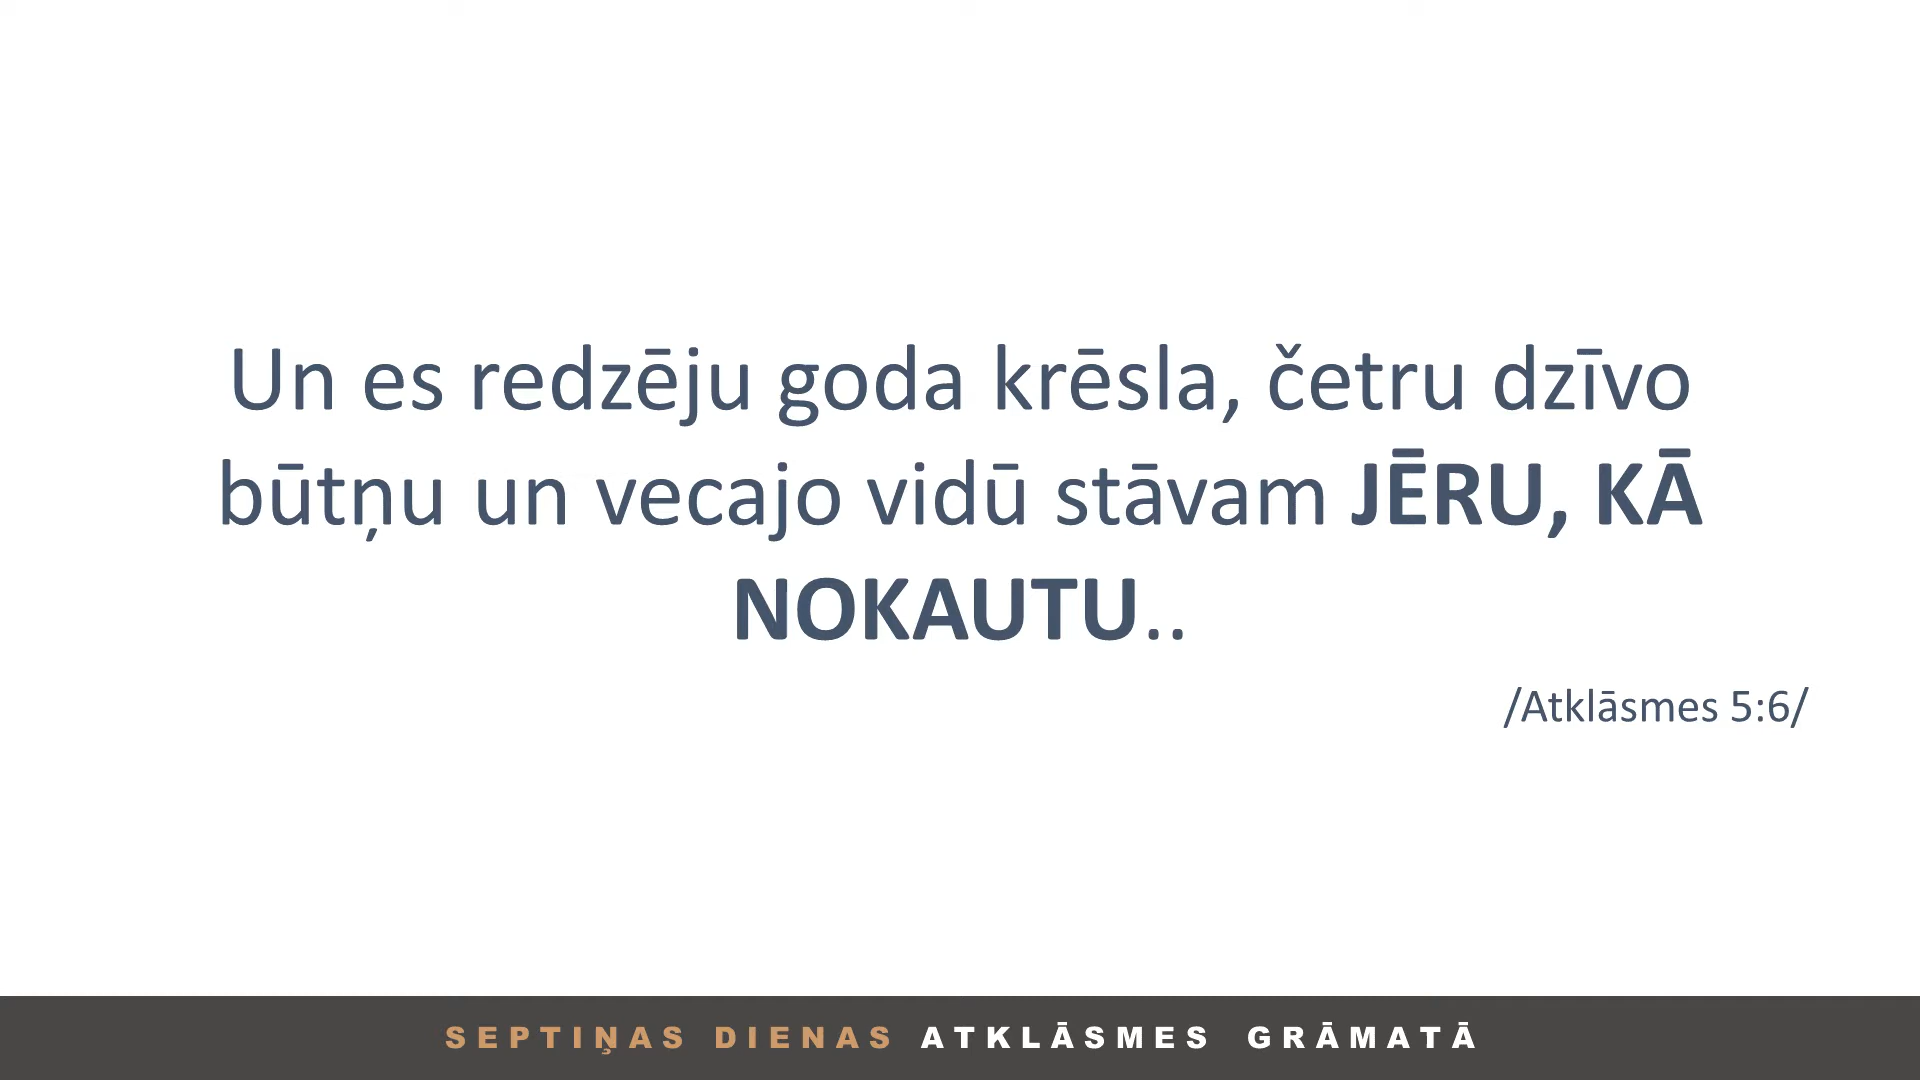 Un es redzēju goda krēsla, četru dzīvo
būtņu un vecajo vidū stāvam JĒRU, KĀ
NOKAUTU..
/Atklāsmes 5:6/
SEPTIŅAS DIENAS ATKLĀSMES GRĀMATĀ